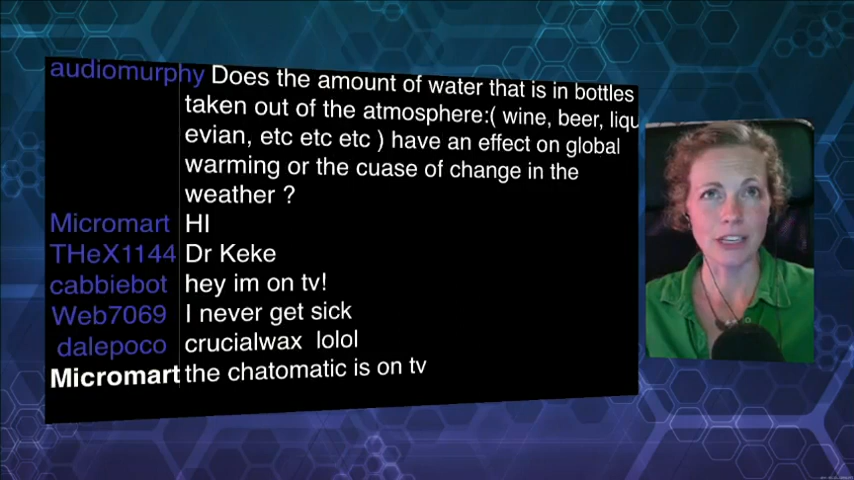 audiomurphy Does the amount of water that is in bottles
taken out of the atmosphere:( wine, beer, liqu
evian, etc etc etc ) have an effect on global
warming or the cuase of change in the
weather ?
Micromart HI
THeX1144 Dr Keke
cabbiebot hey im on tv!
Web7069 I never get sick
dalepoco crucialwax lolol
Micromart the chatomatic is on tv